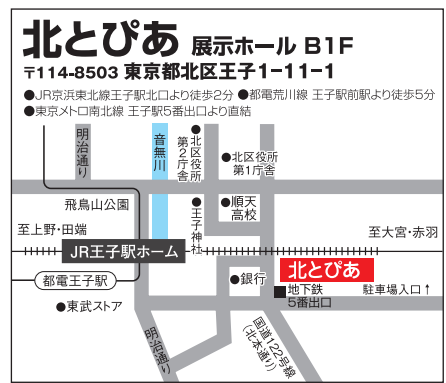 北とぴあ 展示ホール B1F
〒114-8503 東京都北区王子1-11-1
●JR京浜東北線王子駅北口より徒歩2分 ●都電荒川線 王子駅前駅より徒歩5分
●東京メトロ南北線 王子駅5番出口より直結
明治通り
音無川
●北区役所
第2庁舎
●北区役所
第1庁舎
飛鳥山公園
●王子神社
●順天
高校
至上野・田端
至大宮・赤羽
JR王子駅ホーム
北とぴあ
都電王子駅
●銀行
地下鉄
5番出口
駐車場入口↑
●東武ストア
明治通り
国道122号線
(北本通り)